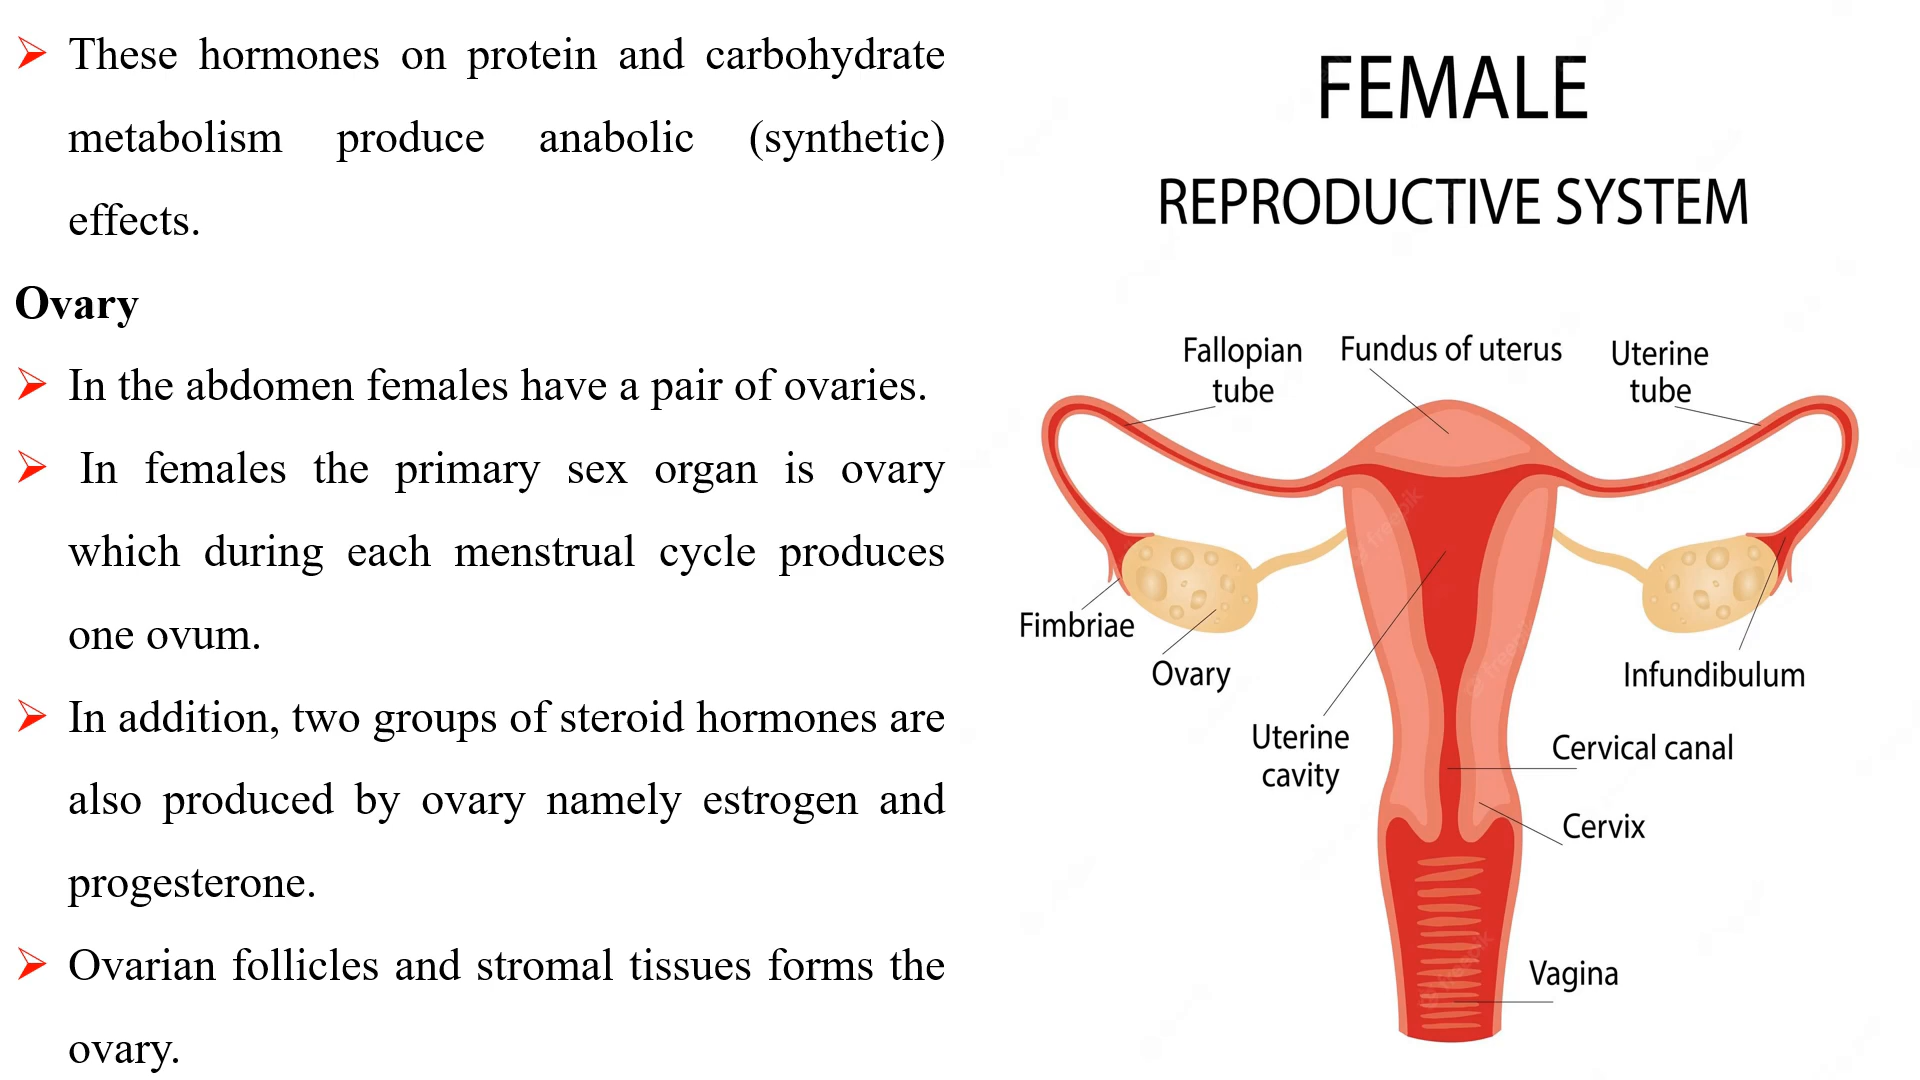 ➢ These hormones on protein and carbohydrate
metabolism produce anabolic (synthetic)
effects.
Ovary
➢ In the abdomen females have a pair of ovaries.
➢ In females the primary sex organ is ovary
which during each menstrual cycle produces
one ovum.
➢ In addition, two groups of steroid hormones are
also produced by ovary namely estrogen and
progesterone.
➢ Ovarian follicles and stromal tissues forms the
ovary.
FEMALE
REPRODUCTIVE SYSTEM
Fallopian
tube
Fundus of uterus
Uterine
tube
Fimbriae
Ovary
Infundibulum
Uterine
cavity
Cervical canal
Cervix
Vagina
freepik
freepik
freepik